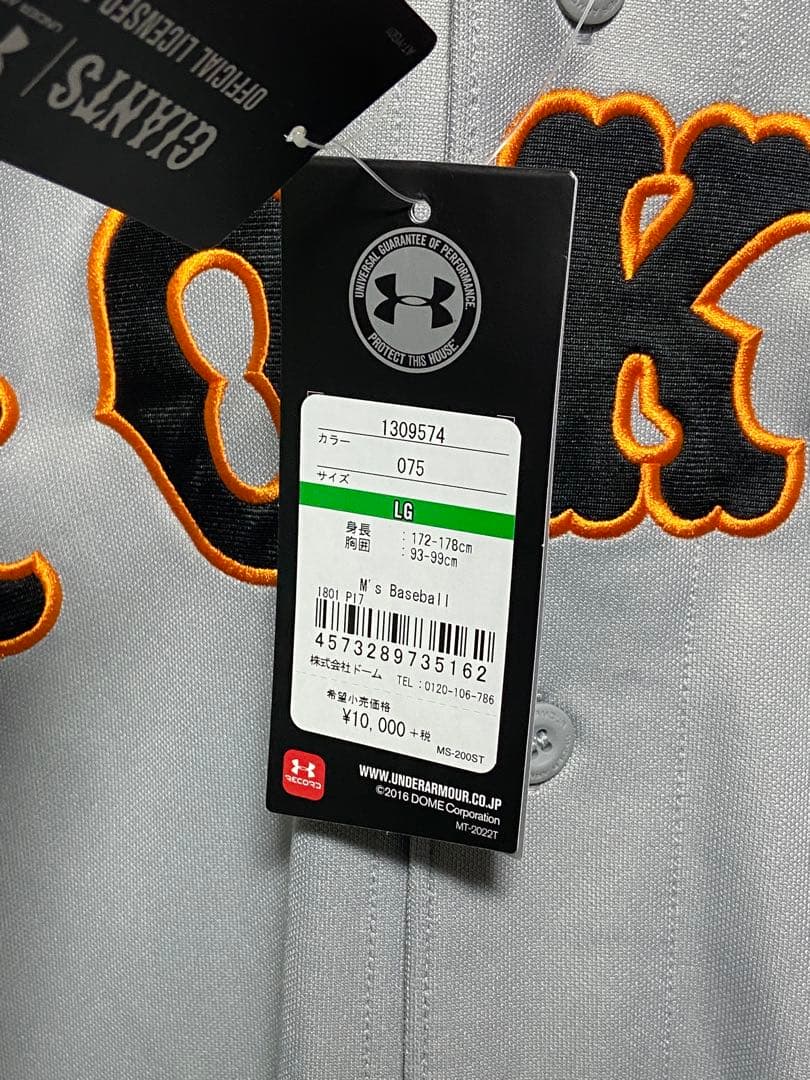 OFFICIAL LICENSED
GIANTS
UNIVERSAL GUARANTEE OF PERFORMANCE
PROTECT THIS HOUSE
1309574
カラー
075
サイズ
LG
身長 : 172-178cm
胸囲 : 93-99cm
M's Baseball
1801 P17
4573289735162
株式会社ドーム TEL:0120-106-786
希望小売価格
¥10,000+税
MS-200ST
RECORD
WWW.UNDERARMOUR.CO.JP
©2016 DOME Corporation
MT-2022T
OK